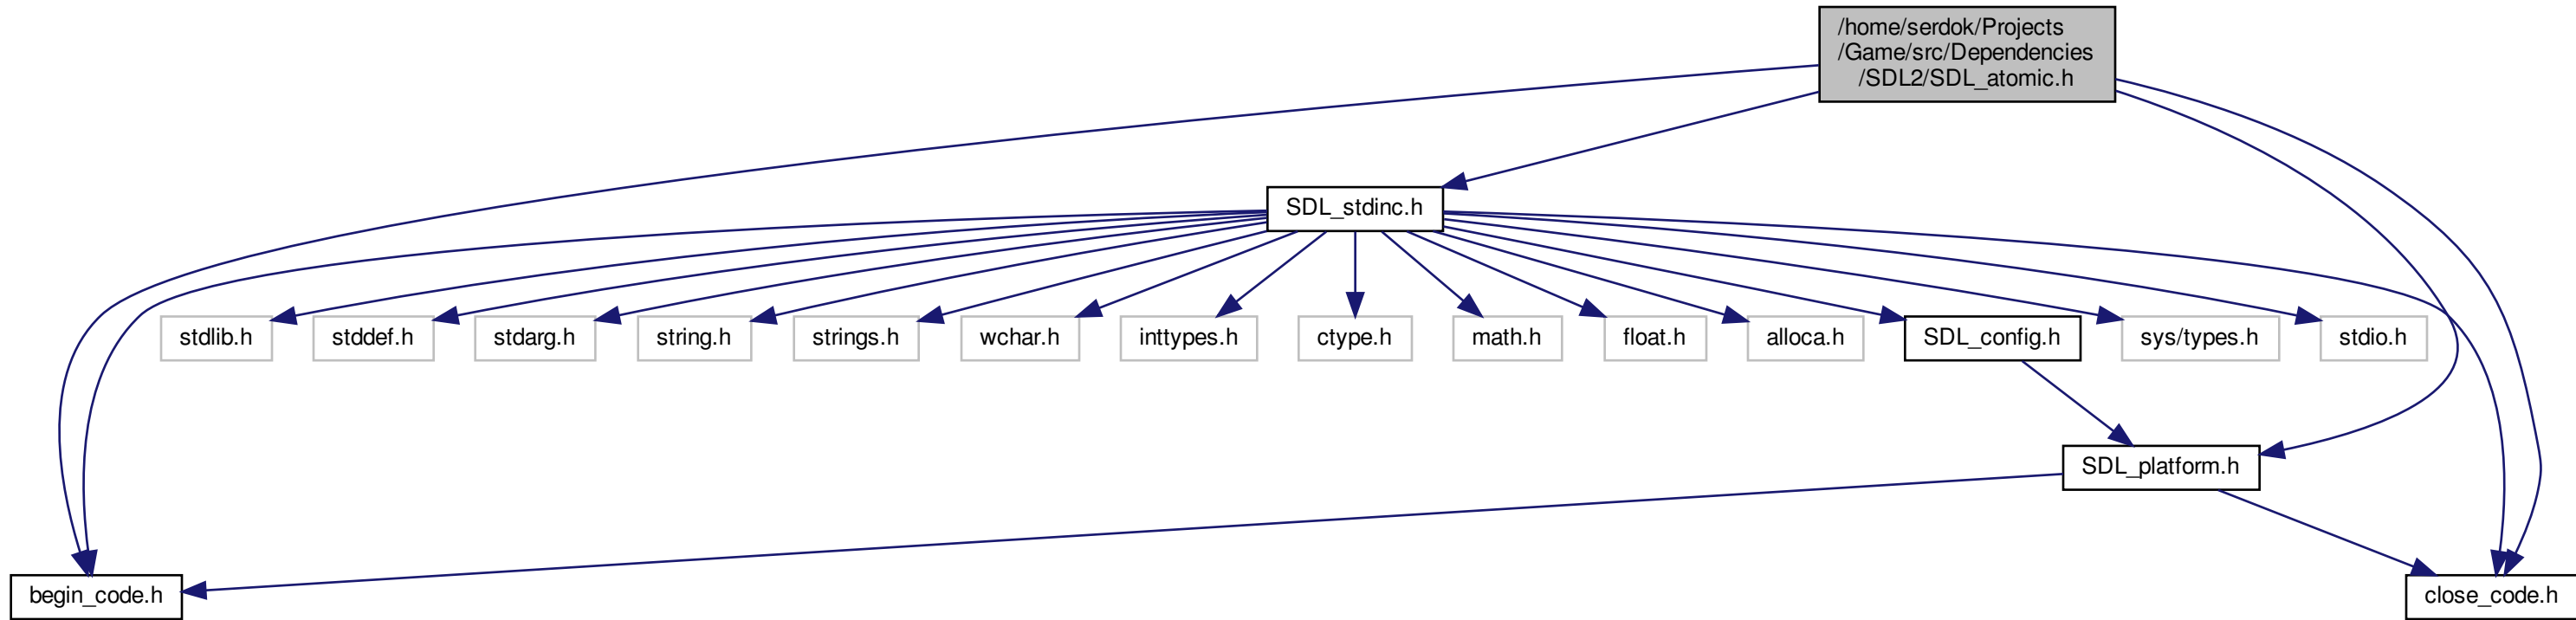 /home/serdok/Projects
/Game/src/Dependencies
/SDL2/SDL_atomic.h
SDL_stdinc.h
stdlib.h
stddef.h
stdarg.h
string.h
strings.h
wchar.h
inttypes.h
ctype.h
math.h
float.h
alloca.h
SDL_config.h
sys/types.h
stdio.h
SDL_platform.h
begin_code.h
close_code.h